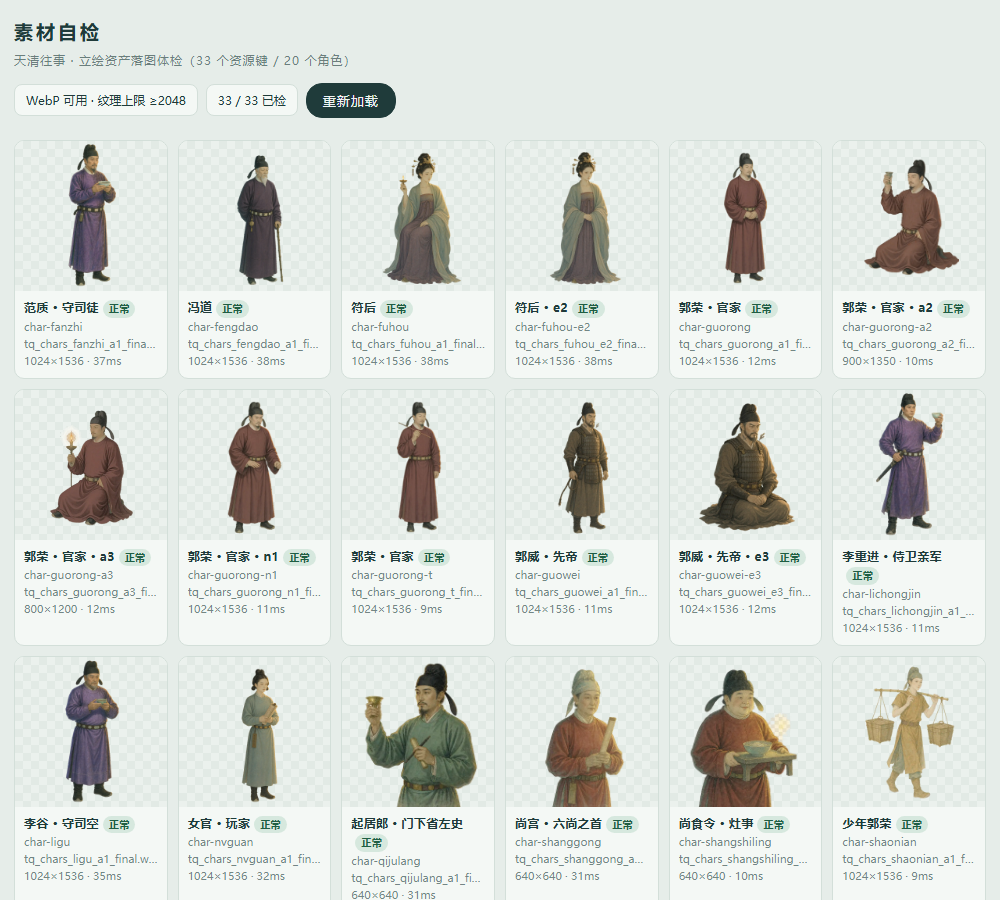 素材自检
天清往事 · 立绘资产落图体检（33 个资源键 / 20 个角色）
WebP 可用 · 纹理上限 ≥2048
33 / 33 已检
重新加载
范质・守司徒 正常
char-fanzhi
tq_chars_fanzhi_a1_fina...
1024×1536 · 37ms
冯道 正常
char-fengdao
tq_chars_fengdao_a1_fi...
1024×1536 · 38ms
符后 正常
char-fuhou
tq_chars_fuhou_a1_final...
1024×1536 · 38ms
符后・e2 正常
char-fuhou-e2
tq_chars_fuhou_e2_fina...
1024×1536 · 38ms
郭荣・官家 正常
char-guorong
tq_chars_guorong_a1_fi...
1024×1536 · 12ms
郭荣・官家・a2 正常
char-guorong-a2
tq_chars_guorong_a2_fi...
900×1350 · 10ms
郭荣・官家・a3 正常
char-guorong-a3
tq_chars_guorong_a3_fi...
800×1200 · 12ms
郭荣・官家・n1 正常
char-guorong-n1
tq_chars_guorong_n1_fi...
1024×1536 · 11ms
郭荣・官家 正常
char-guorong-t
tq_chars_guorong_t_fin...
1024×1536 · 9ms
郭威・先帝 正常
char-guowei
tq_chars_guowei_a1_fin...
1024×1536 · 11ms
郭威・先帝・e3 正常
char-guowei-e3
tq_chars_guowei_e3_fin...
1024×1536 · 12ms
李重进・侍卫亲军
正常
char-lichongjin
tq_chars_lichongjin_a1_...
1024×1536 · 11ms
李谷・守司空 正常
char-ligu
tq_chars_ligu_a1_final.w...
1024×1536 · 35ms
女官・玩家 正常
char-nvguan
tq_chars_nvguan_a1_fin...
1024×1536 · 32ms
起居郎・门下省左史
正常
char-qijulang
tq_chars_qijulang_a1_fi...
640×640 · 31ms
尚宫・六尚之首 正常
char-shanggong
tq_chars_shanggong_a...
640×640 · 31ms
尚食令・灶事 正常
char-shangshiling
tq_chars_shangshiling_...
640×640 · 10ms
少年郭荣 正常
char-shaonian
tq_chars_shaonian_a1_f...
1024×1536 · 9ms